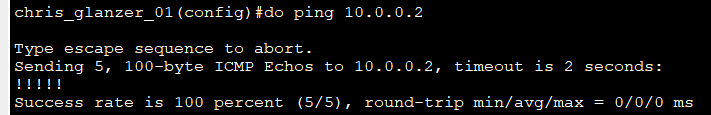 chris_glanzer_01(config)#do ping 10.0.0.2
Type escape sequence to abort.
Sending 5, 100-byte ICMP Echos to 10.0.0.2, timeout is 2 seconds:
!!!!!
Success rate is 100 percent (5/5), round-trip min/avg/max = 0/0/0 ms